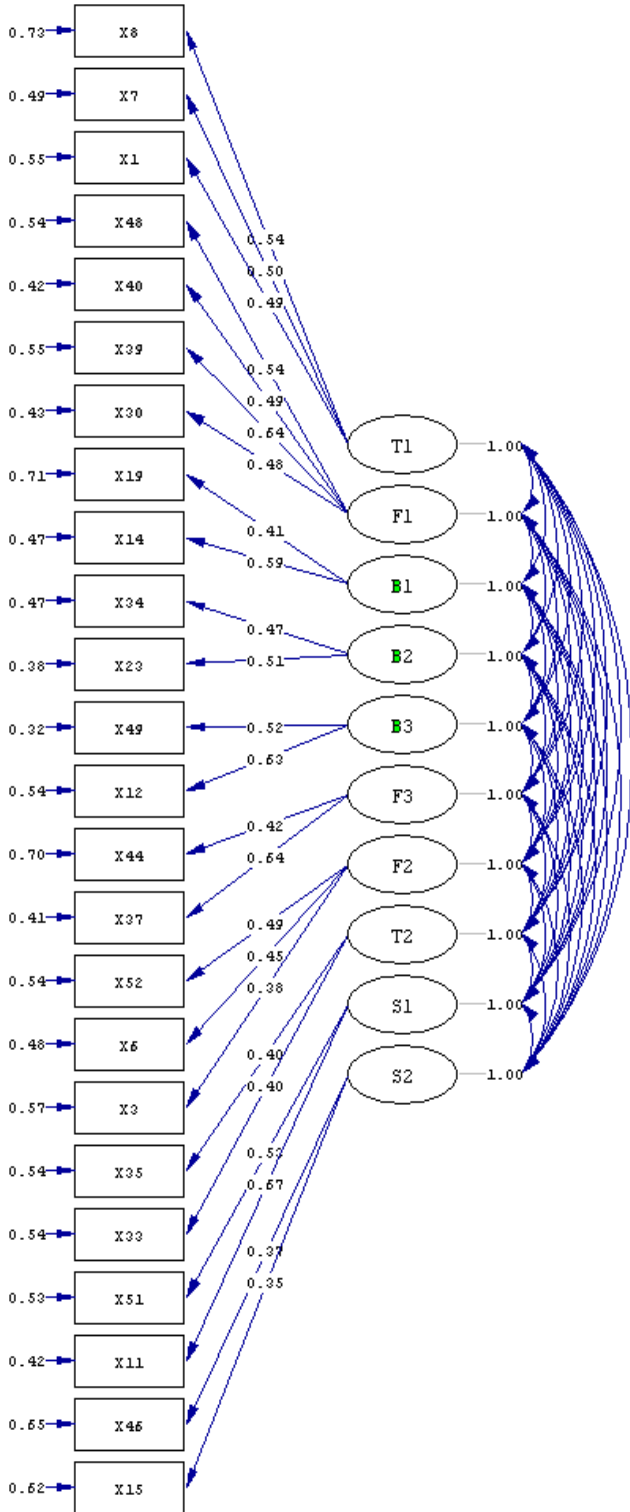 0.73 X8
0.49 X7
0.55 X1
0.54 X48
0.54
0.50
0.42 X40
0.49
0.55 X39
0.54
0.49
0.43 X30
0.64
T1 1.00
0.48
0.71 X19
F1 1.00
0.41
0.47 X14
0.59
B1 1.00
0.47 X34
0.47
B2 1.00
0.38 X23 0.51
0.32 X49 0.52 B3 1.00
0.63
0.54 X12
F3 1.00
0.42
0.70 X44
0.64
F2 1.00
0.41 X37
0.49
T2 1.00
0.45
0.54 X52
0.38
S1 1.00
0.48 X6
0.40
S2 1.00
0.40
0.57 X3
0.53
0.54 X35
0.67
0.54 X33
0.37
0.35
0.53 X51
0.42 X11
0.65 X46
0.62 X15